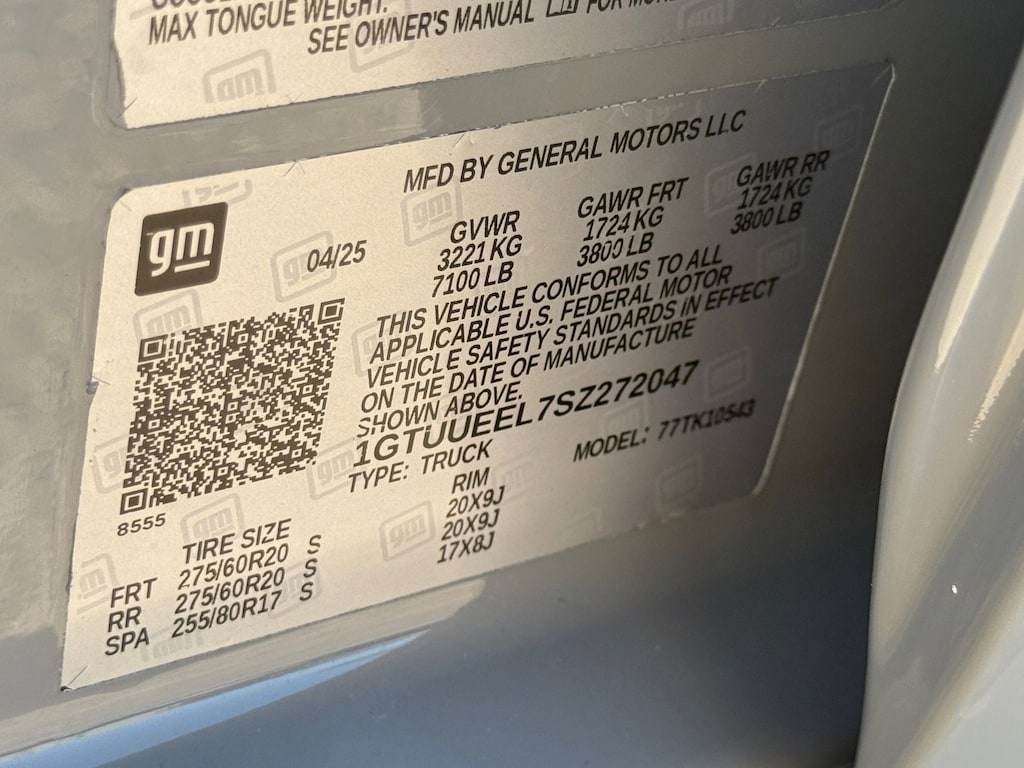 MAX TONGUE WEIGHT.
SEE OWNER'S MANUAL FOR MORE
gm
MFD BY GENERAL MOTORS LLC
04/25
GVWR GAWR FRT GAWR RR
3221 KG 1724 KG 1724 KG
7100 LB 3800 LB 3800 LB
THIS VEHICLE CONFORMS TO ALL
APPLICABLE U.S. FEDERAL MOTOR
VEHICLE SAFETY STANDARDS IN EFFECT
ON THE DATE OF MANUFACTURE
SHOWN ABOVE.
1GTUUEEL7SZ272047
TYPE: TRUCK MODEL: 77TK10543
8555
TIRE SIZE RIM
FRT 275/60R20 S 20X9J
RR 275/60R20 S 20X9J
SPA 255/80R17 S 17X8J